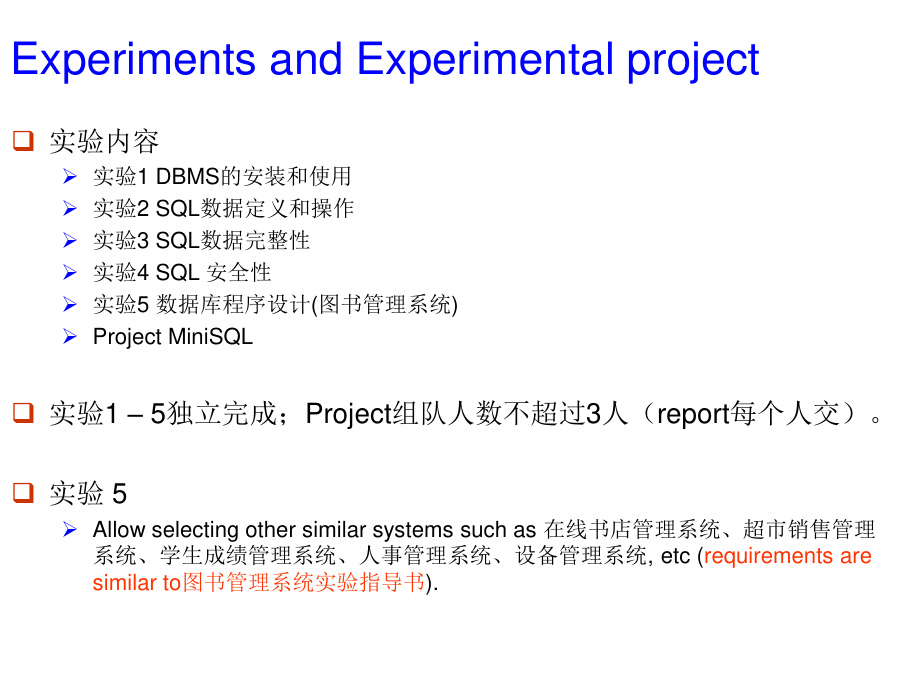 Experiments and Experimental project
实验内容
实验1 DBMS的安装和使用
实验2 SQL数据定义和操作
实验3 SQL数据完整性
实验4 SQL 安全性
实验5 数据库程序设计(图书管理系统)
Project MiniSQL
实验1 – 5独立完成；Project组队人数不超过3人（report每个人交）。
实验 5
Allow selecting other similar systems such as 在线书店管理系统、超市销售管理
系统、学生成绩管理系统、人事管理系统、设备管理系统, etc (requirements are
similar to图书管理系统实验指导书).